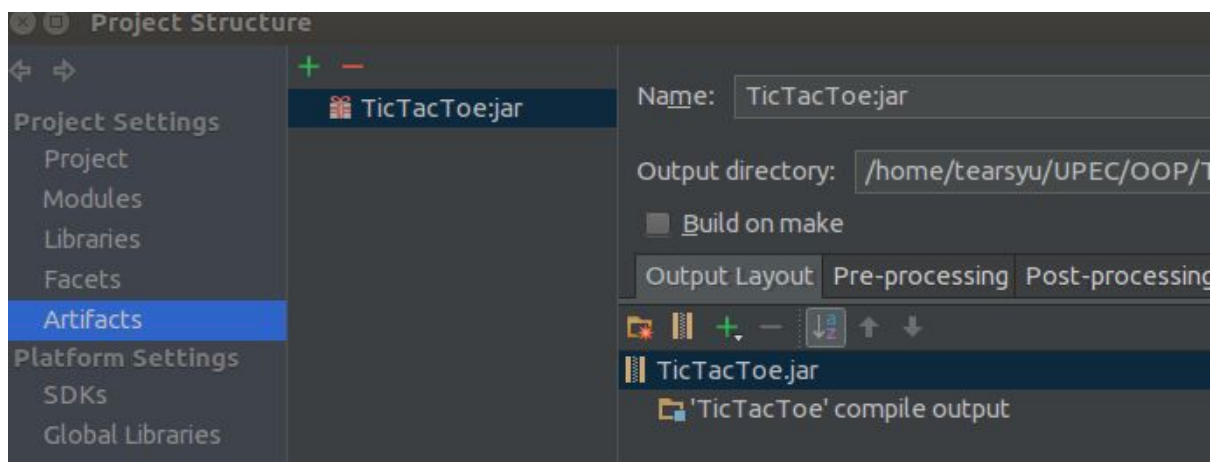 Project Structure
Project Settings
Project
Modules
Libraries
Facets
Artifacts
Platform Settings
SDKs
Global Libraries
TicTacToe:jar
Name: TicTacToe:jar
Output directory: /home/tearsyu/UPEC/OOP/T
Build on make
Output Layout Pre-processing Post-processing
TicTacToe.jar
'TicTacToe' compile output